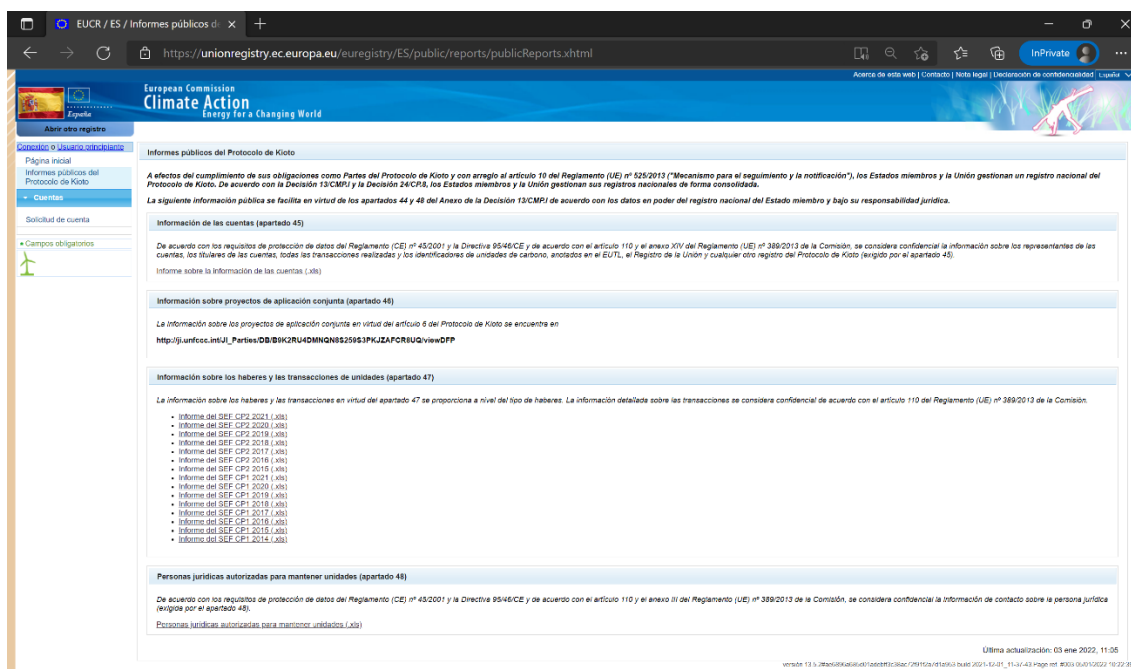 EUCR / ES / Informes públicos d
https://unionregistry.ec.europa.eu/euregistry/ES/public/reports/publicReports.xhtml
InPrivate
Acerca de esta web | Contacto | Nota legal | Declaración de confidencialidad | España
European Commission
Climate Action
Energy for a Changing World
España
Abrir otro registro
Conexión o Usuario principiante
Página inicial
Informes públicos del
Protocolo de Kioto
Cuentas
Solicitud de cuenta
Campos obligatorios
Informes públicos del Protocolo de Kioto
A efectos del cumplimiento de sus obligaciones como Partes del Protocolo de Kioto y con arreglo al artículo 10 del Reglamento (UE) nº 525/2013 ("Mecanismo para el seguimiento y la notificación"), los Estados miembros y la Unión gestionan un registro nacional del
Protocolo de Kioto. De acuerdo con la Decisión 13/CMP.I y la Decisión 24/CP.8, los Estados miembros y la Unión gestionan sus registros nacionales de forma consolidada.
La siguiente información pública se facilita en virtud de los apartados 44 y 48 del Anexo de la Decisión 13/CMP.I de acuerdo con los datos en poder del registro nacional del Estado miembro y bajo su responsabilidad jurídica.
Información de las cuentas (apartado 45)
De acuerdo con los requisitos de protección de datos del Reglamento (CE) nº 45/2001 y la Directiva 95/46/CE y de acuerdo con el artículo 110 y el anexo XIV del Reglamento (UE) nº 389/2013 de la Comisión, se considera confidencial la información sobre los representantes de las
cuentas, los titulares de las cuentas, todas las transacciones realizadas y los identificadores de unidades de carbono, anotados en el EUTL, el Registro de la Unión y cualquier otro registro del Protocolo de Kioto (exigido por el apartado 45).
Informe sobre la información de las cuentas (.xls)
Información sobre proyectos de aplicación conjunta (apartado 46)
La Información sobre los proyectos de aplicación conjunta en virtud del artículo 6 del Protocolo de Kioto se encuentra en
http://ji.unfccc.int/JI_Parties/DB/B9K2RU4DMNQN8S259S3PKJZAFCR8UQ/viewDFP
Información sobre los haberes y las transacciones de unidades (apartado 47)
La información sobre los haberes y las transacciones en virtud del apartado 47 se proporciona a nivel del tipo de haberes. La información detallada sobre las transacciones se considera confidencial de acuerdo con el artículo 110 del Reglamento (UE) nº 389/2013 de la Comisión.
Informe del SEF CP2 2021 (.xls)
Informe del SEF CP2 2020 (.xls)
Informe del SEF CP2 2019 (.xls)
Informe del SEF CP2 2018 (.xls)
Informe del SEF CP2 2017 (.xls)
Informe del SEF CP2 2016 (.xls)
Informe del SEF CP2 2015 (.xls)
Informe del SEF CP1 2021 (.xls)
Informe del SEF CP1 2020 (.xls)
Informe del SEF CP1 2019 (.xls)
Informe del SEF CP1 2018 (.xls)
Informe del SEF CP1 2017 (.xls)
Informe del SEF CP1 2016 (.xls)
Informe del SEF CP1 2015 (.xls)
Informe del SEF CP1 2014 (.xls)
Personas jurídicas autorizadas para mantener unidades (apartado 48)
De acuerdo con los requisitos de protección de datos del Reglamento (CE) nº 45/2001 y la Directiva 95/46/CE y de acuerdo con el artículo 110 y el anexo III del Reglamento (UE) nº 389/2013 de la Comisión, se considera confidencial la Información de contacto sobre la persona jurídica
(exigida por el apartado 48).
Personas jurídicas autorizadas para mantener unidades (.xls)
Última actualización: 03 ene 2022, 11:05